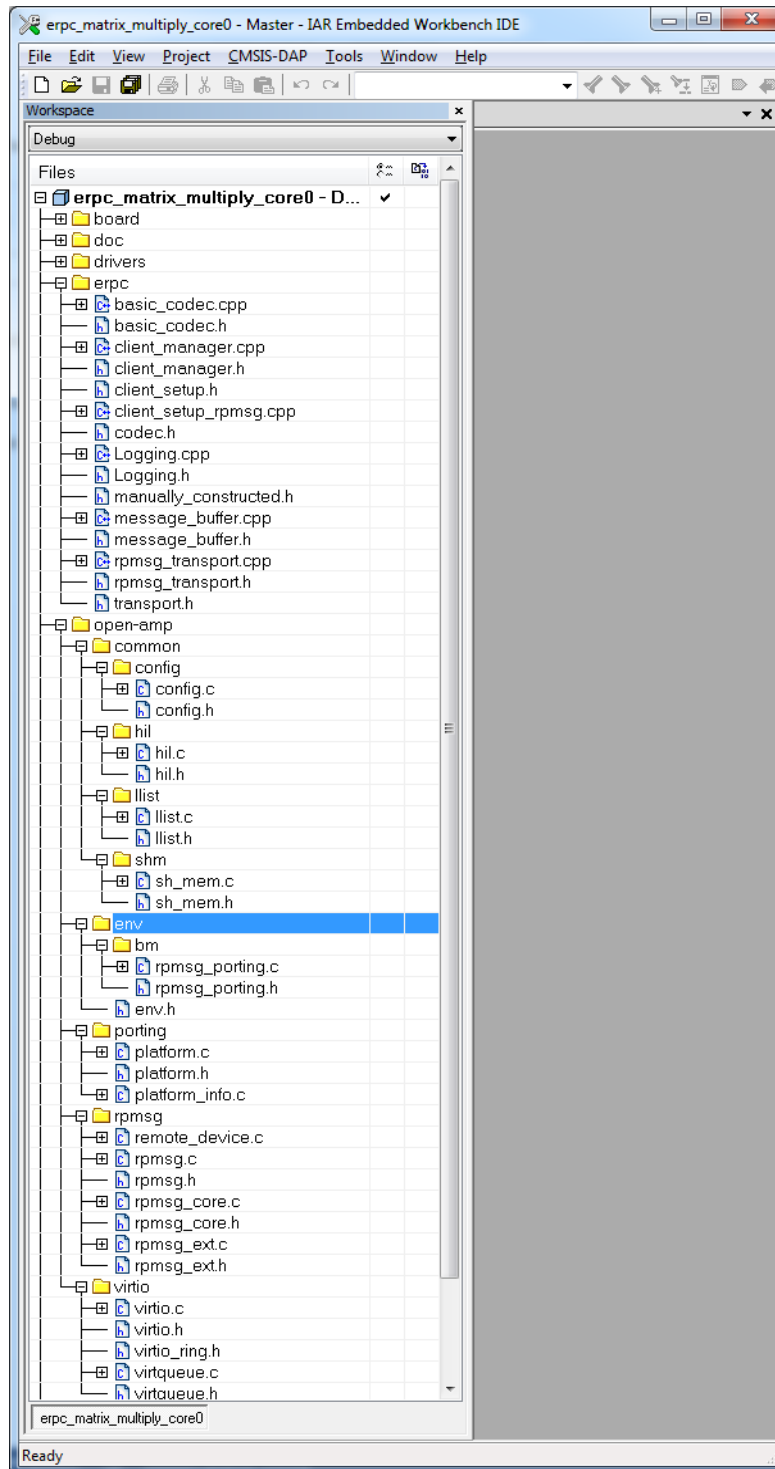 erpc_matrix_multiply_core0 - Master - IAR Embedded Workbench IDE
File Edit View Project CMSIS-DAP Tools Window Help
Workspace
Debug
Files
erpc_matrix_multiply_core0 - D...
board
doc
drivers
erpc
basic_codec.cpp
basic_codec.h
client_manager.cpp
client_manager.h
client_setup.h
client_setup_rpmsg.cpp
codec.h
Logging.cpp
Logging.h
manually_constructed.h
message_buffer.cpp
message_buffer.h
rpmsg_transport.cpp
rpmsg_transport.h
transport.h
open-amp
common
config
config.c
config.h
hil
hil.c
hil.h
llist
llist.c
llist.h
shm
sh_mem.c
sh_mem.h
env
bm
rpmsg_porting.c
rpmsg_porting.h
env.h
porting
platform.c
platform.h
platform_info.c
rpmsg
remote_device.c
rpmsg.c
rpmsg.h
rpmsg_core.c
rpmsg_core.h
rpmsg_ext.c
rpmsg_ext.h
virtio
virtio.c
virtio.h
virtio_ring.h
virtqueue.c
virtqueue.h
erpc_matrix_multiply_core0
Ready